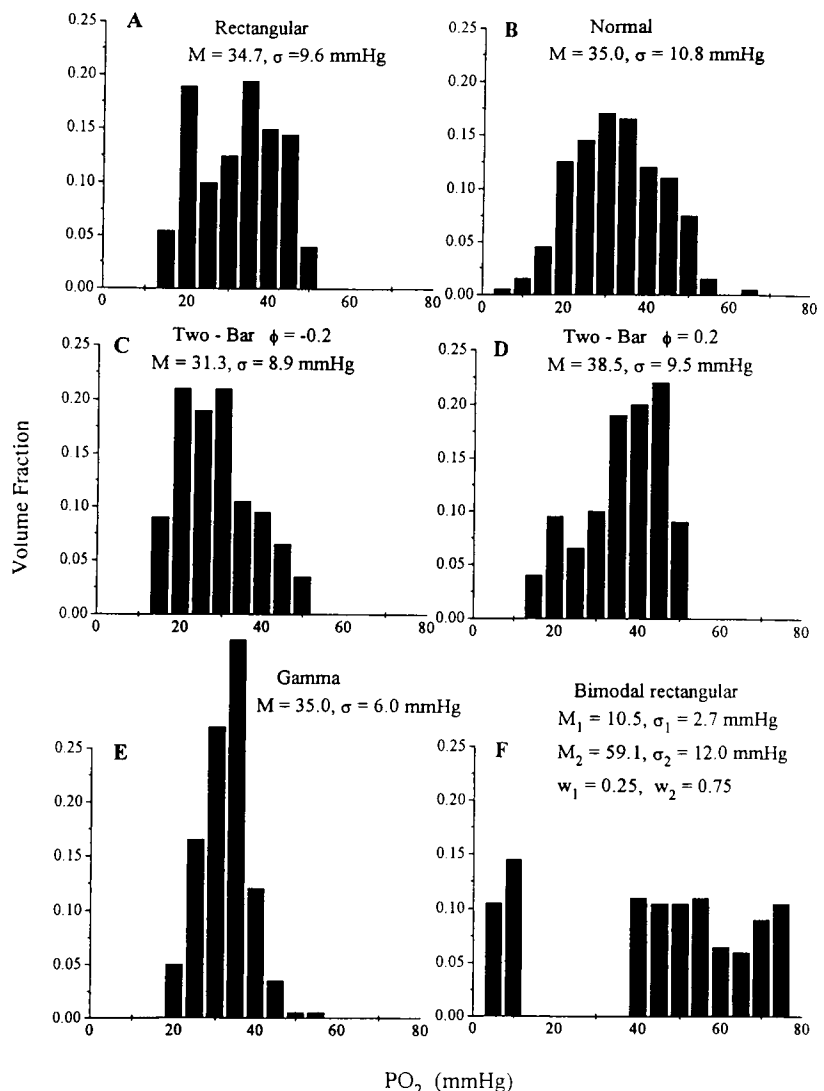 A
Rectangular
M = 34.7, σ =9.6 mmHg
0.25
0.20
0.15
0.10
0.05
0.00
0 20 40 60 80
B
Normal
M = 35.0, σ = 10.8 mmHg
0.25
0.20
0.15
0.10
0.05
0.00
0 20 40 60 80
C
Two - Bar ϕ = -0.2
M = 31.3, σ = 8.9 mmHg
0.25
0.20
0.15
0.10
0.05
0.00
0 20 40 60 80
D
Two - Bar ϕ = 0.2
M = 38.5, σ = 9.5 mmHg
0.25
0.20
0.15
0.10
0.05
0.00
0 20 40 60 80
Volume Fraction
E
Gamma
M = 35.0, σ = 6.0 mmHg
0.25
0.20
0.15
0.10
0.05
0.00
0 20 40 60 80
F
Bimodal rectangular
M₁ = 10.5, σ₁ = 2.7 mmHg
M₂ = 59.1, σ₂ = 12.0 mmHg
w₁ = 0.25, w₂ = 0.75
0.25
0.20
0.15
0.10
0.05
0.00
0 20 40 60 80
PO₂ (mmHg)